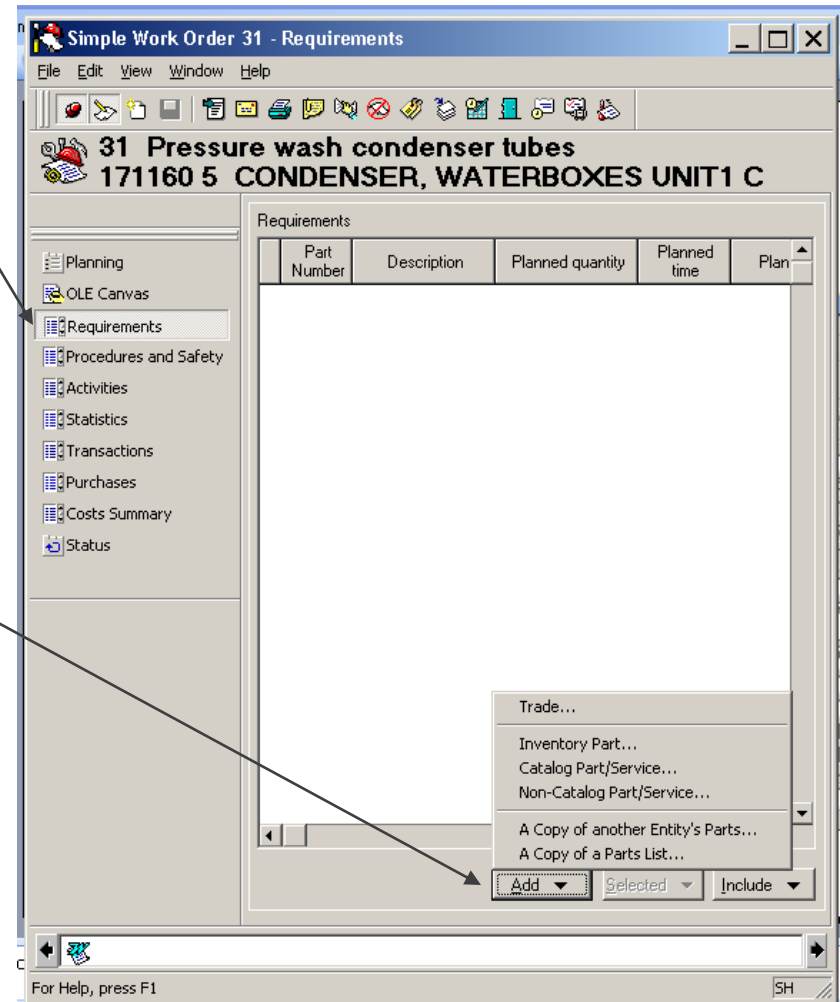 Simple Work Order 31 - Requirements
File Edit View Window Help
31 Pressure wash condenser tubes
171160 5 CONDENSER, WATERBOXES UNIT1 C
Requirements
Part Number Description Planned quantity Planned time Plan
Planning
OLE Canvas
Requirements
Procedures and Safety
Activities
Statistics
Transactions
Purchases
Costs Summary
Status
Trade...
Inventory Part...
Catalog Part/Service...
Non-Catalog Part/Service...
A Copy of another Entity's Parts...
A Copy of a Parts List...
Add Selected Include
For Help, press F1 SH